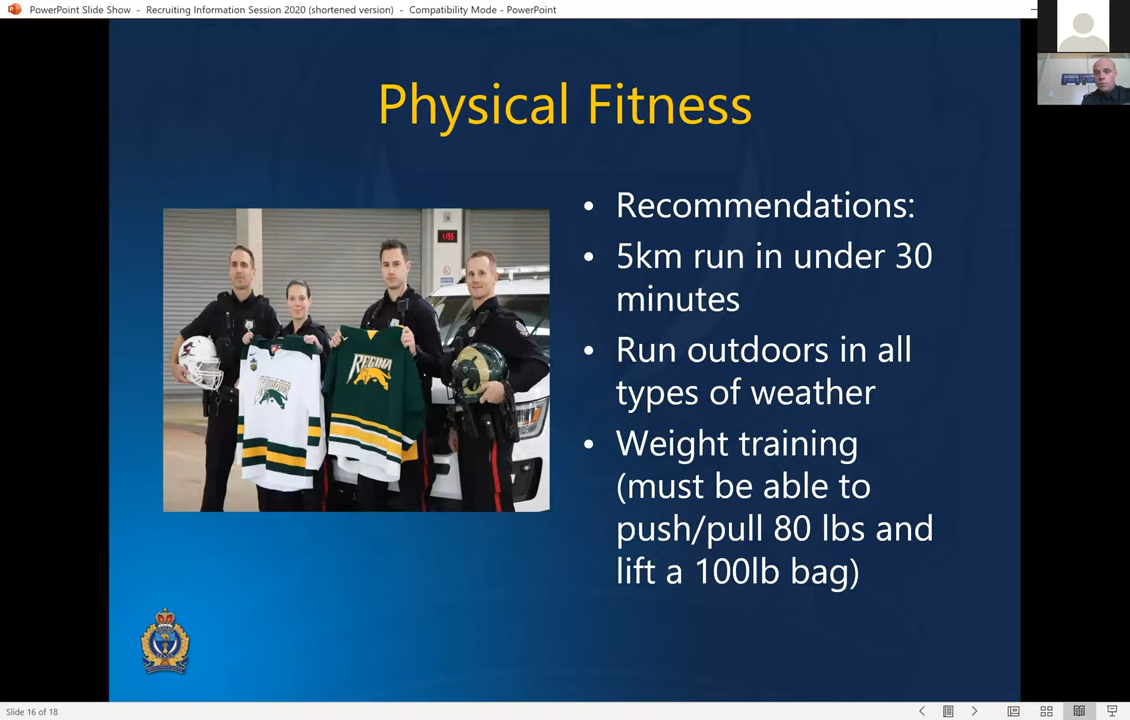 PowerPoint Slide Show - Recruiting Information Session 2020 (shortened version) - Compatibility Mode - PowerPoint
Physical Fitness
• Recommendations:
• 5km run in under 30
minutes
• Run outdoors in all
types of weather
• Weight training
(must be able to
push/pull 80 lbs and
lift a 100lb bag)
REGINA
Slide 16 of 18